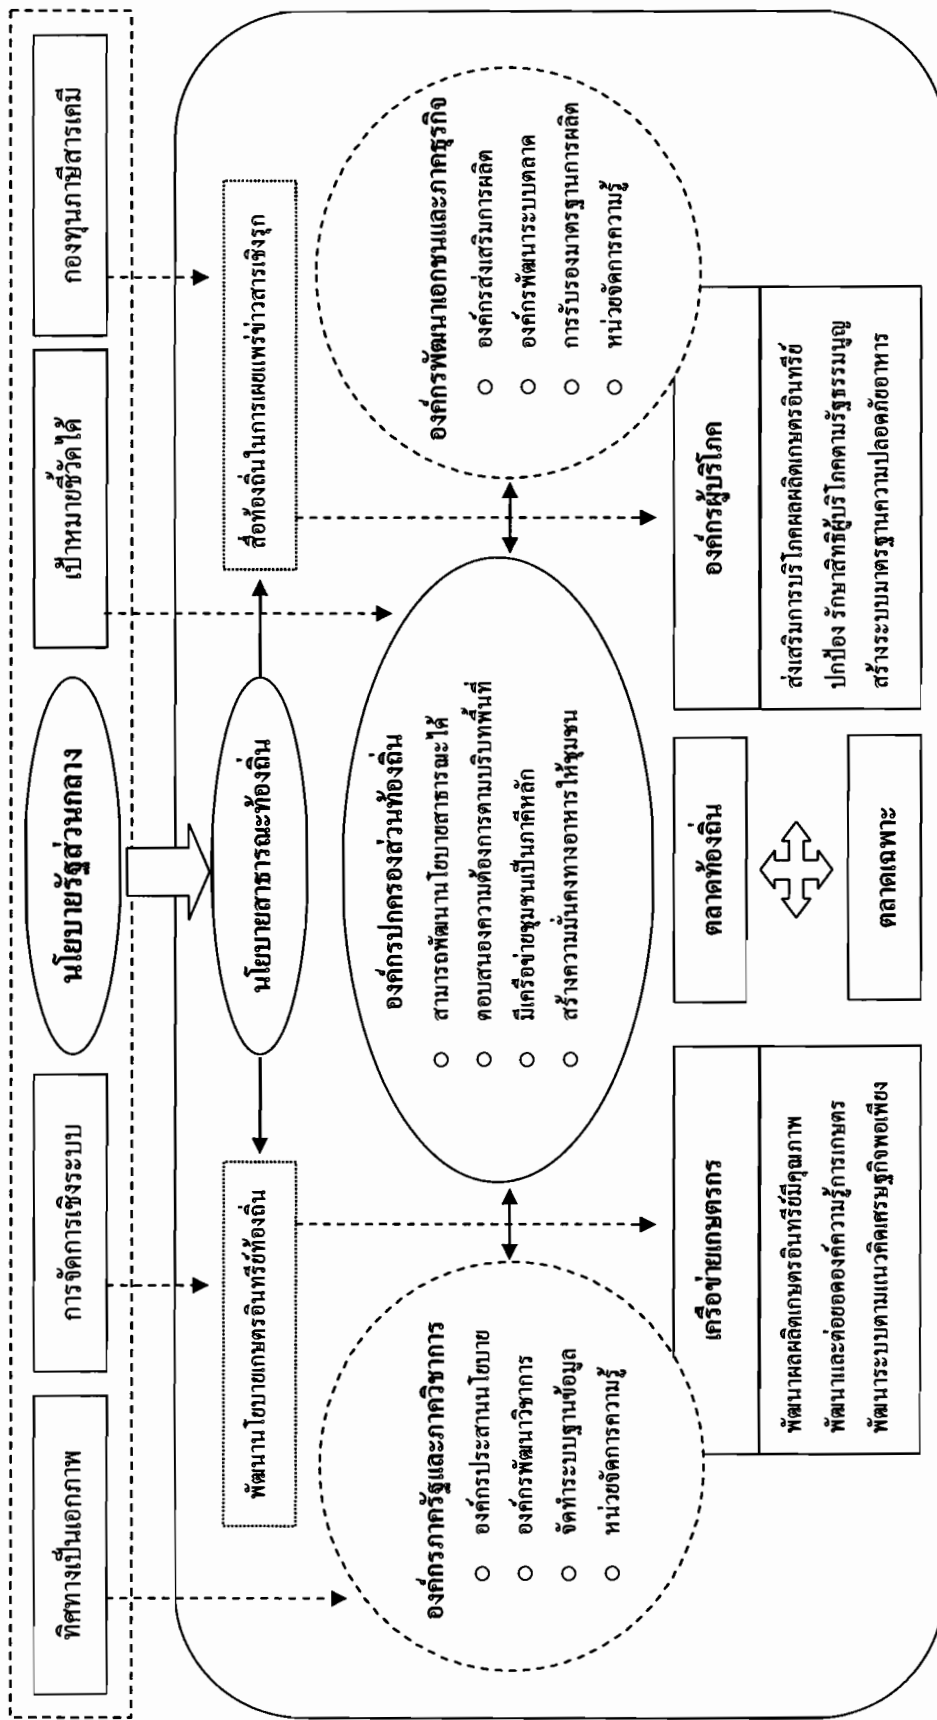 นโยบายรัฐส่วนกลาง
ทิศทางเป็นเอกภาพ
การจัดการเชิงระบบ
เป้าหมายชี้วัดได้
กองทุนภาษีสารเคมี
นโยบายสาธารณะท้องถิ่น
พัฒนานโยบายเกษตรอินทรีย์ท้องถิ่น
สื่อท้องถิ่นในการเผยแพร่ข่าวสารเชิงรุก
องค์กรภาครัฐและภาควิชาการ
○ องค์กรประสานนโยบาย
○ องค์กรพัฒนาวิชาการ
○ จัดทำระบบฐานข้อมูล
○ หน่วยจัดการความรู้
องค์กรปกครองส่วนท้องถิ่น
○ สามารถพัฒนานโยบายสาธารณะได้
○ ตอบสนองความต้องการตามบริบทพื้นที่
○ มีเครือข่ายชุมชนเป็นภาคีหลัก
○ สร้างความมั่นคงทางอาหารให้ชุมชน
องค์กรพัฒนาเอกชนและภาคธุรกิจ
○ องค์กรส่งเสริมการผลิต
○ องค์กรพัฒนาระบบตลาด
○ การรับรองมาตรฐานการผลิต
○ หน่วยจัดการความรู้
เครือข่ายเกษตรกร
พัฒนาผลผลิตเกษตรอินทรีย์มีคุณภาพ
พัฒนาและต่อยอดองค์ความรู้การเกษตร
พัฒนาระบบตามแนวคิดเศรษฐกิจพอเพียง
ตลาดท้องถิ่น
ตลาดเฉพาะ
องค์กรผู้บริโภค
ส่งเสริมการบริโภคผลผลิตเกษตรอินทรีย์
ปกป้อง รักษาสิทธิผู้บริโภคตามรัฐธรรมนูญ
สร้างระบบมาตรฐานความปลอดภัยอาหาร